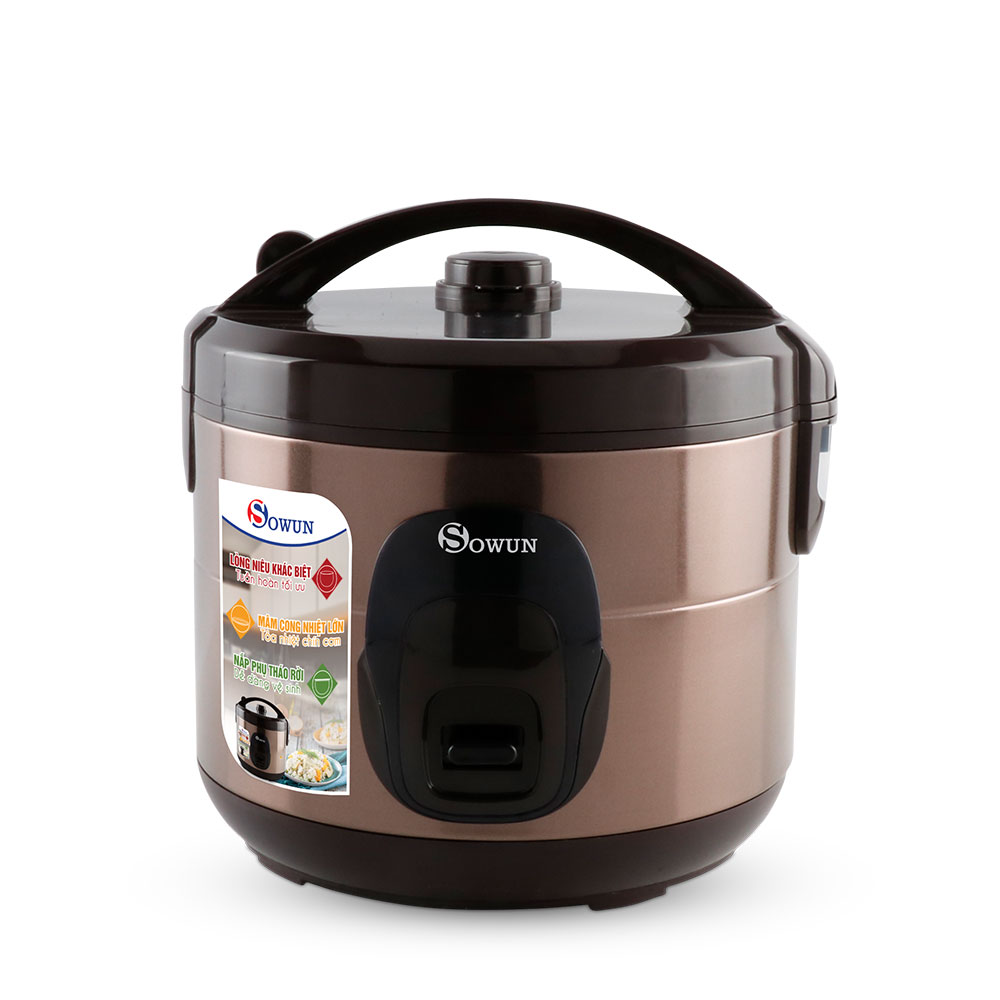 SOWUN
SOWUN
LÒNG NIÊU KHÁC BIỆT
Tuần hoàn tối ưu
MÂM CONG NHIỆT LỚN
Tỏa nhiệt chín cơm
NẮP PHỤ THÁO RỜI
Dễ dàng vệ sinh